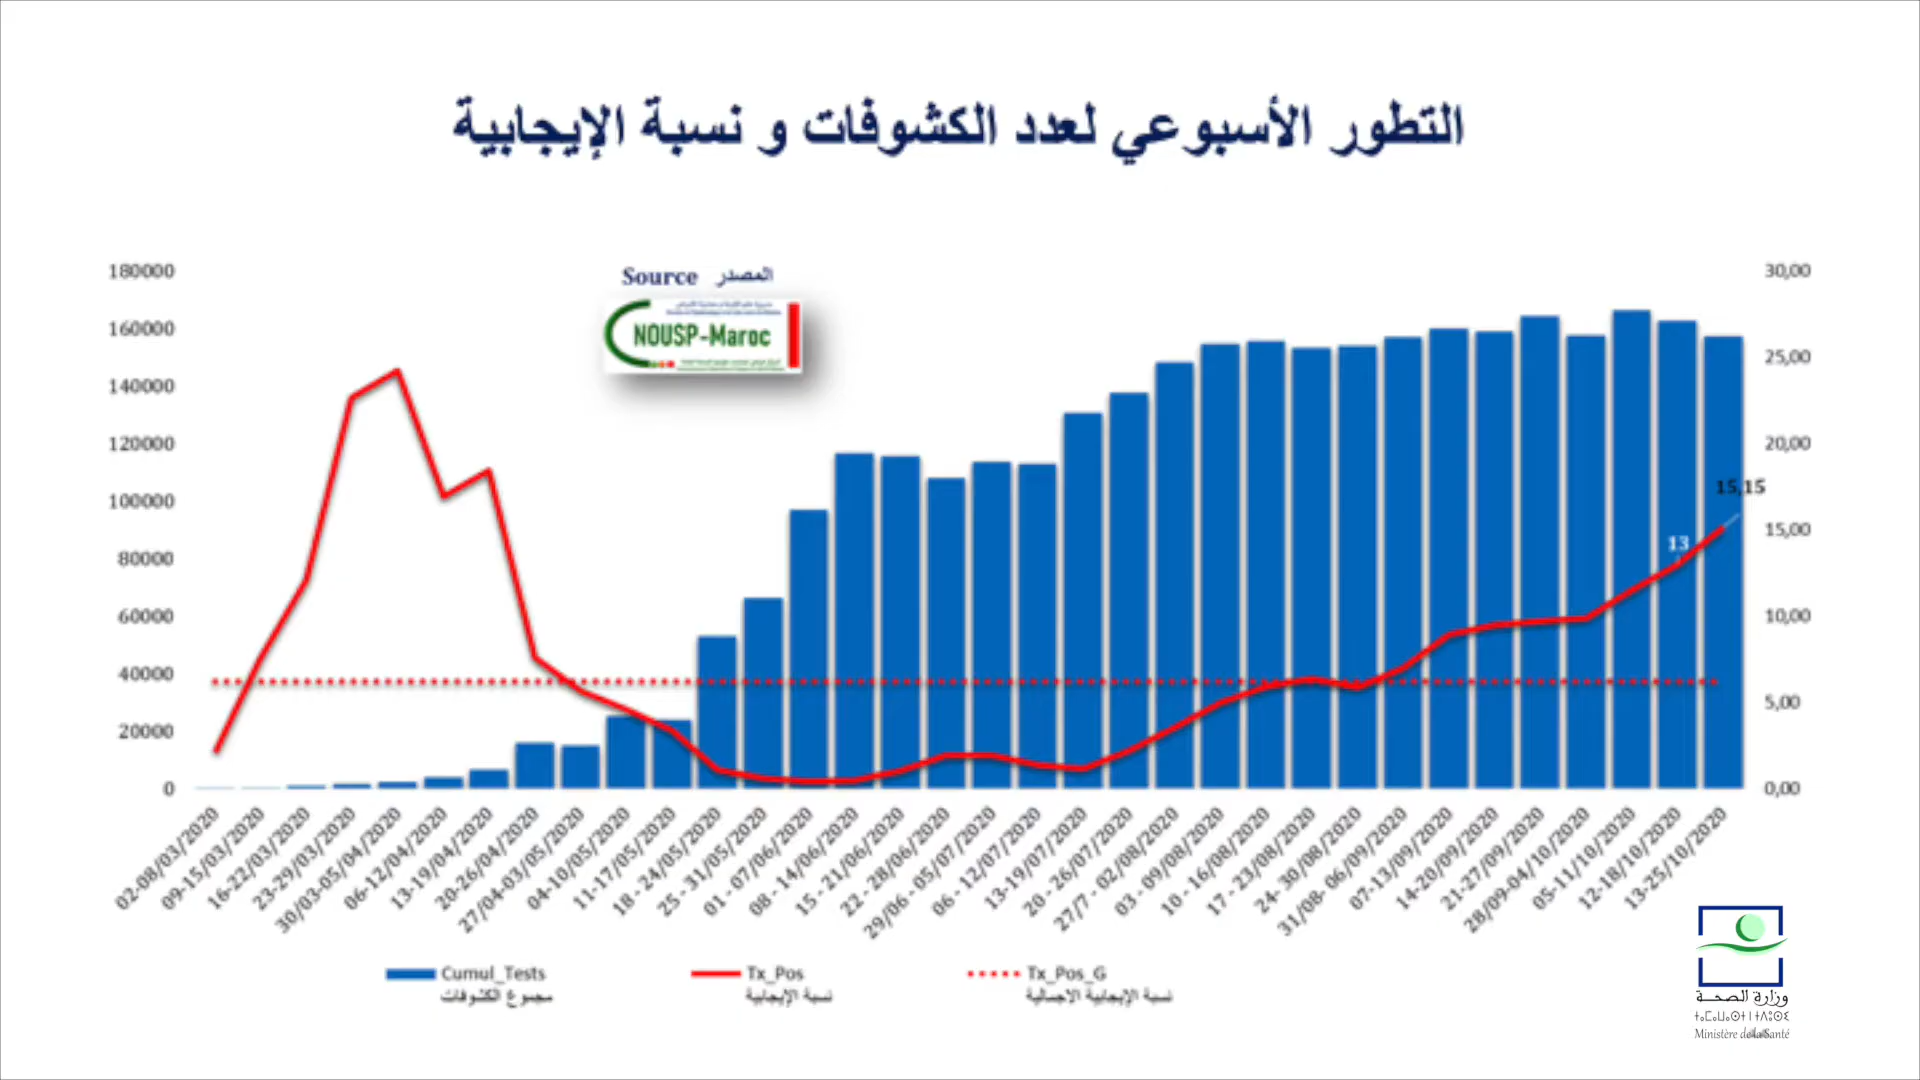 التطور الأسبوعي لعدد الكشوفات و نسبة الإيجابية
Source المصدر
NOUSP-Maroc
180000
160000
140000
120000
100000
80000
60000
40000
20000
0
30,00
25,00
20,00
15,00
10,00
5,00
0,00
15,15
13
02-08/03/2020
09-15/03/2020
16-22/03/2020
23-29/03/2020
30/03-05/04/2020
06-12/04/2020
13-19/04/2020
20-26/04/2020
27/04-03/05/2020
04-10/05/2020
11-17/05/2020
18 - 24/05/2020
25 - 31/05/2020
01 - 07/06/2020
08 - 14/06/2020
15 - 21/06/2020
22 - 28/06/2020
29/06 - 05/07/2020
06 - 12/07/2020
13-19/07/2020
20 - 26/07/2020
27/7 - 02/08/2020
03 - 09/08/2020
10 - 16/08/2020
17 - 23/08/2020
24- 30/08/2020
31/08- 06/09/2020
07-13/09/2020
14-20/09/2020
21-27/09/2020
28/09-04/10/2020
05-11/10/2020
12-18/10/2020
13-25/10/2020
Cumul_Tests
مجموع الكشوفات
Tx_Pos
نسبة الإيجابية
Tx_Pos_G
نسبة الإيجابية الاجمالية
وزارة الصحة
ⵜⴰⵎⴰⵡⴰⵙⵜ ⵏ ⵜⴷⵓⵙⵉ
Ministère de la Santé